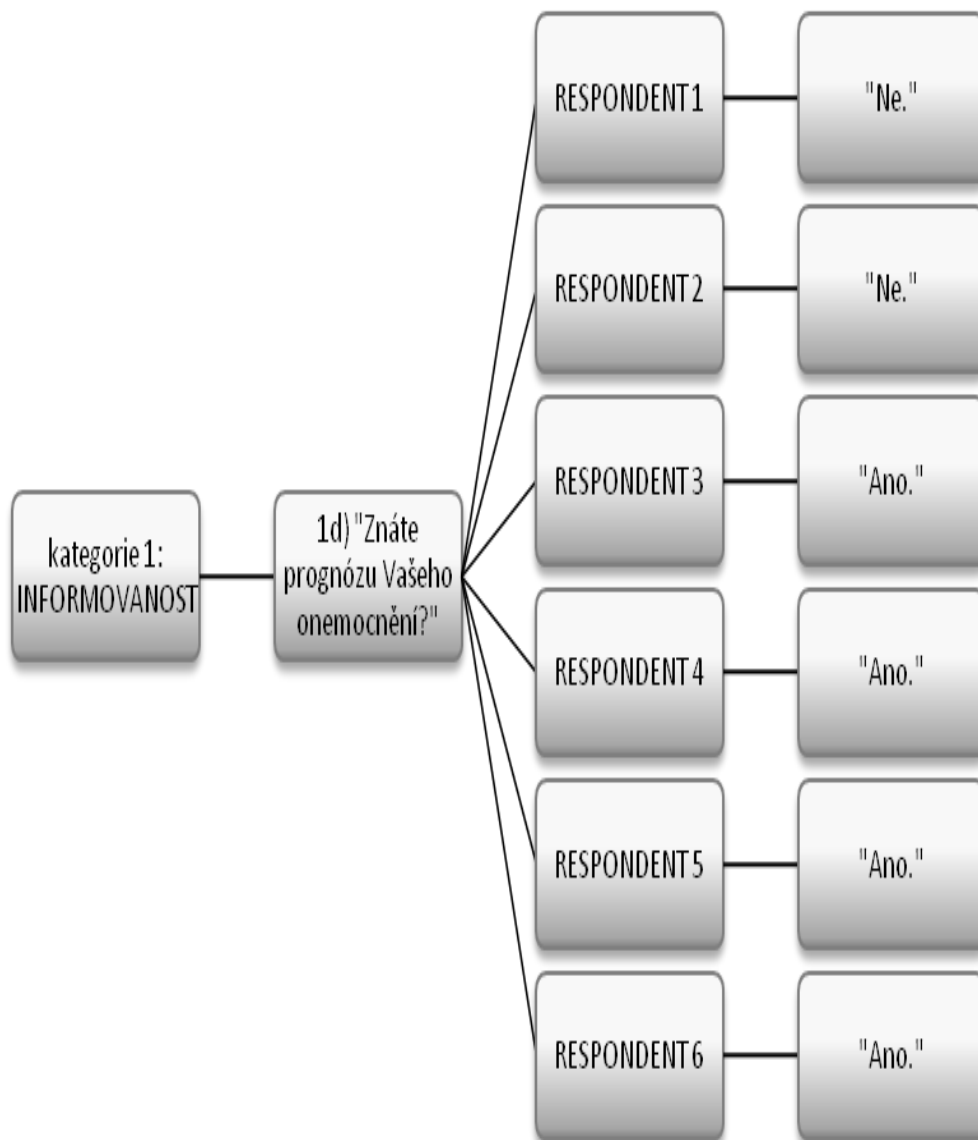 kategorie 1:
INFORMOVANOST
1d) "Znáte
prognózu Vašeho
onemocnění?"
RESPONDENT 1
"Ne."
RESPONDENT 2
"Ne."
RESPONDENT 3
"Ano."
RESPONDENT 4
"Ano."
RESPONDENT 5
"Ano."
RESPONDENT 6
"Ano."